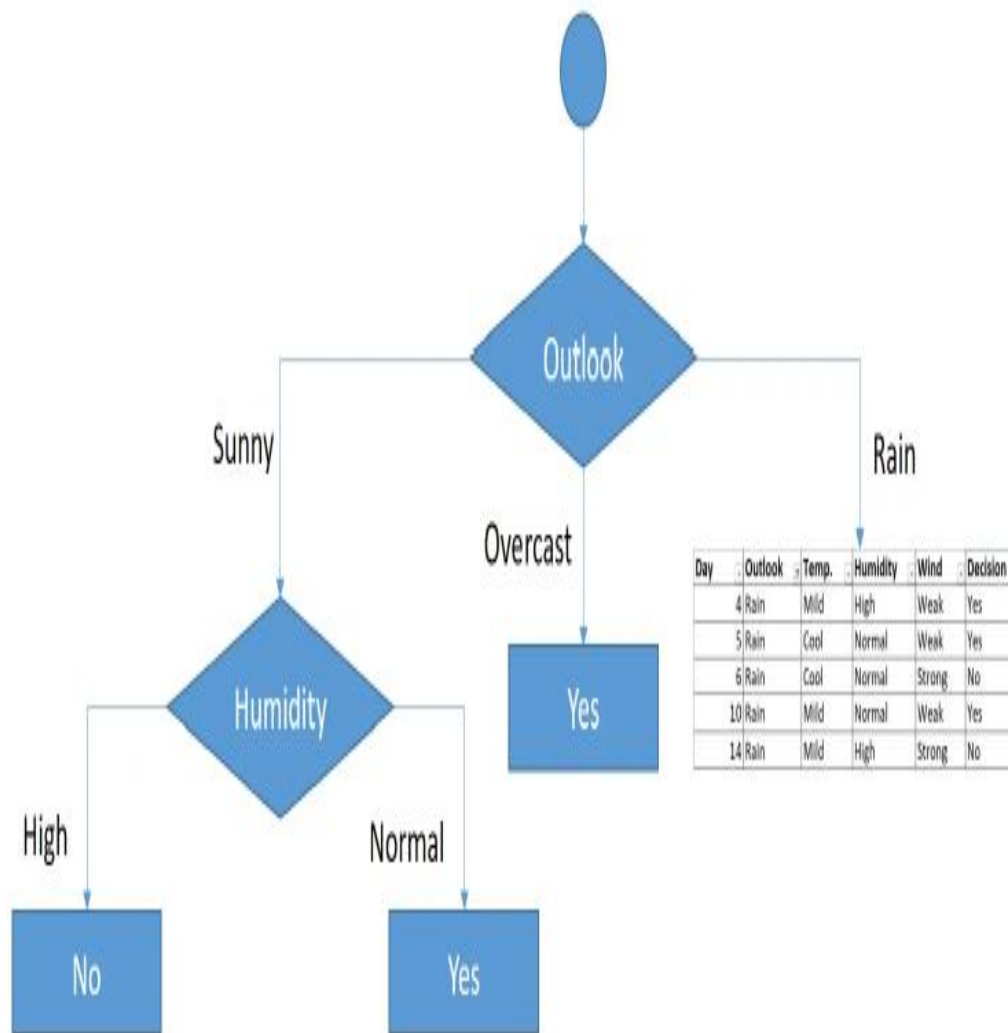 Outlook
Sunny
Rain
Overcast
Day Outlook Temp. Humidity Wind Decision
4 Rain Mild High Weak Yes
5 Rain Cool Normal Weak Yes
6 Rain Cool Normal Strong No
10 Rain Mild Normal Weak Yes
14 Rain Mild High Strong No
Humidity
Yes
High
Normal
No
Yes